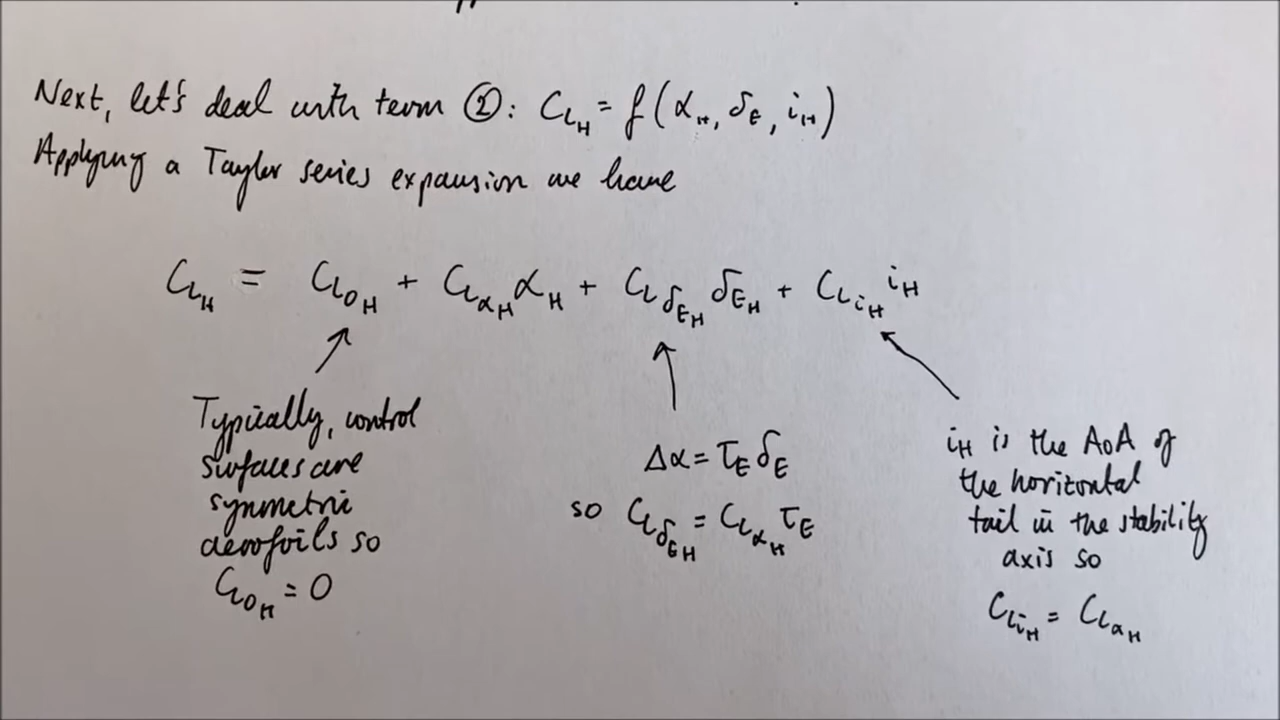 Next, let's deal with term ②: C_{L_H} = f(α_H, δ_E, i_H)
Applying a Taylor series expansion we have
C_{L_H} = C_{L_{0_H}} + C_{L_{α_H}} α_H + C_{L_{δ_{E_H}}} δ_{E_H} + C_{L_{i_H}} i_H
Typically, control
surfaces are
symmetric
aerofoils so
C_{L_{0_H}} = 0
Δα = τ_E δ_E
so C_{L_{δ_{E_H}}} = C_{L_{α_H}} τ_E
i_H is the AoA of
the horizontal
tail in the stability
axis so
C_{L_{i_H}} = C_{L_{α_H}}